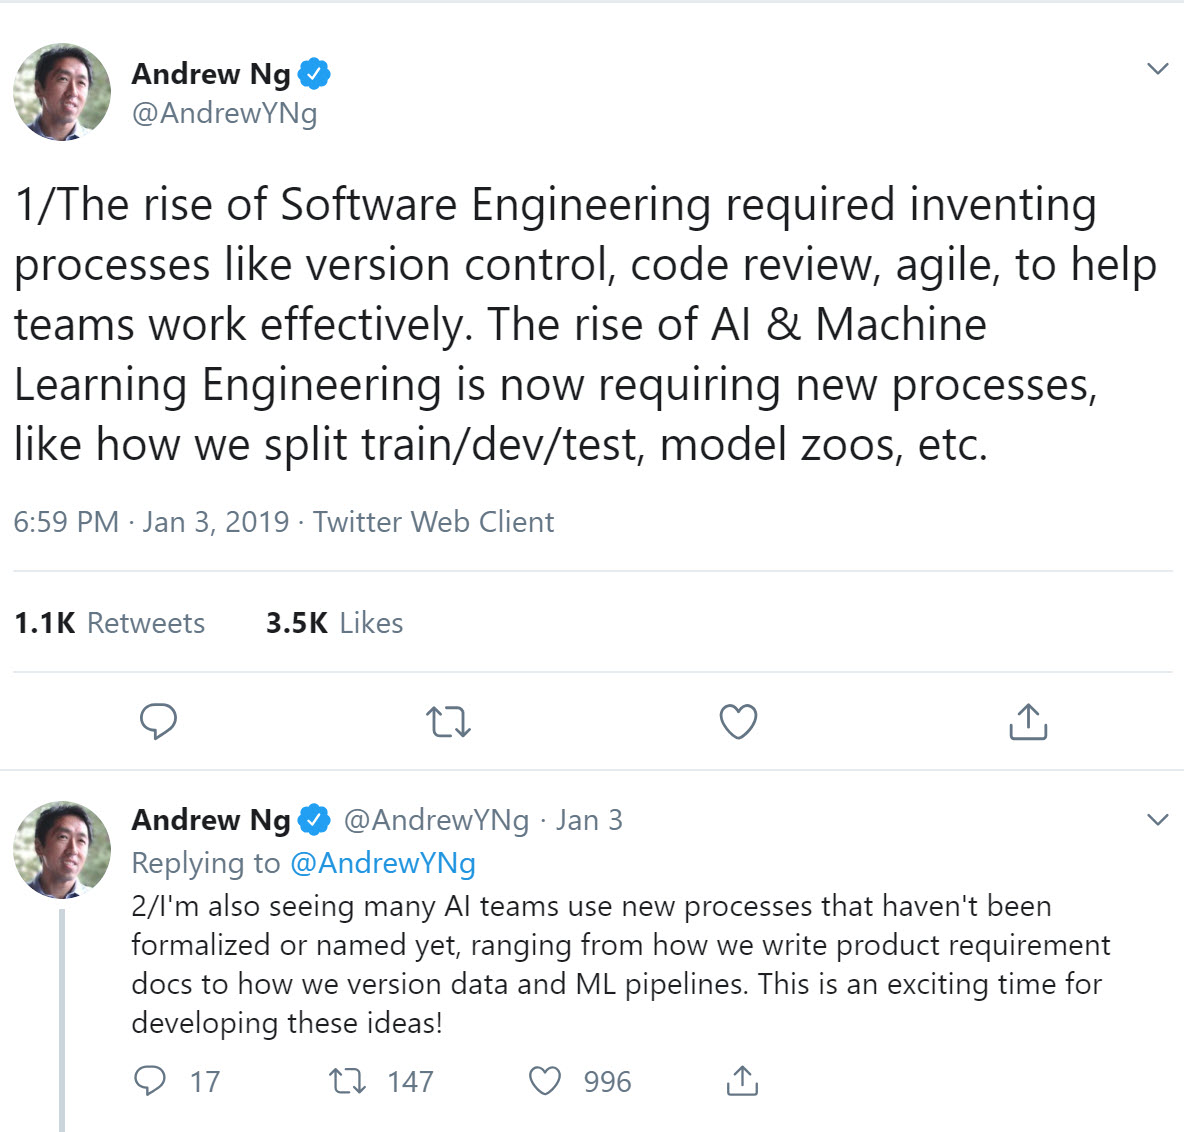 Andrew Ng
@AndrewYNg
1/The rise of Software Engineering required inventing
processes like version control, code review, agile, to help
teams work effectively. The rise of AI & Machine
Learning Engineering is now requiring new processes,
like how we split train/dev/test, model zoos, etc.
6:59 PM · Jan 3, 2019 · Twitter Web Client
1.1K Retweets 3.5K Likes
Andrew Ng @AndrewYNg · Jan 3
Replying to @AndrewYNg
2/I'm also seeing many AI teams use new processes that haven't been
formalized or named yet, ranging from how we write product requirement
docs to how we version data and ML pipelines. This is an exciting time for
developing these ideas!
17 147 996